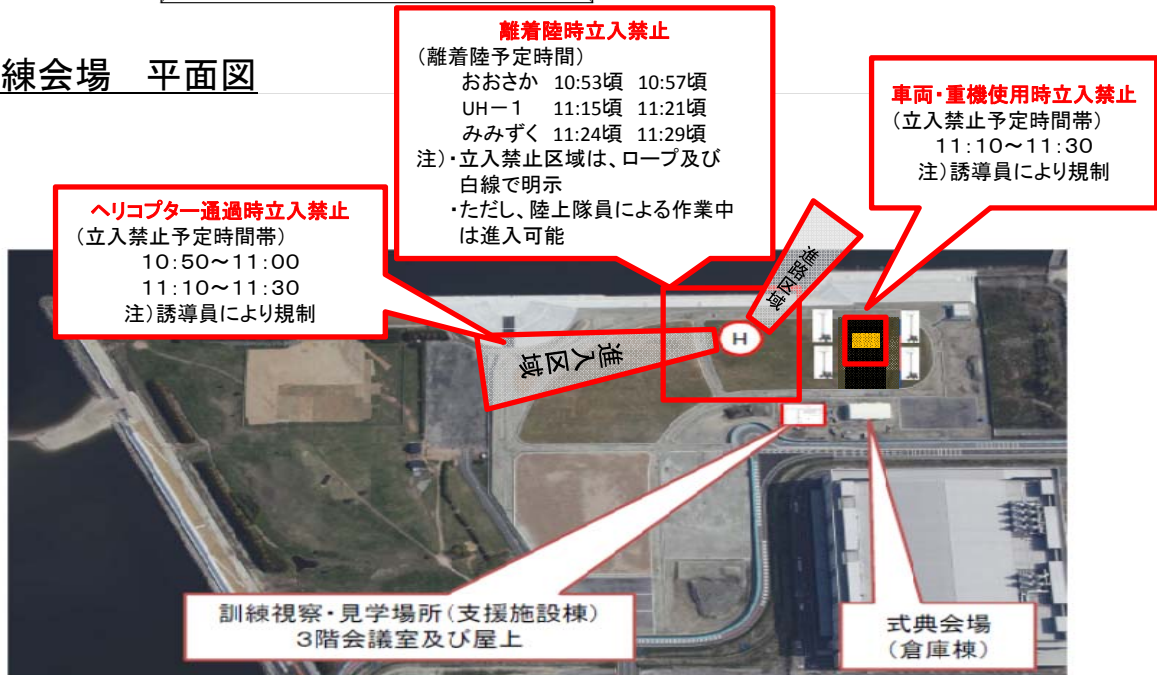 練会場　平面図
離着陸時立入禁止
(離着陸予定時間)
おおさか 10:53頃 10:57頃
UH－1 11:15頃 11:21頃
みみずく 11:24頃 11:29頃
注)・立入禁止区域は、ロープ及び
白線で明示
・ただし、陸上隊員による作業中
は進入可能
車両・重機使用時立入禁止
(立入禁止予定時間帯)
11:10～11:30
注)誘導員により規制
ヘリコプター通過時立入禁止
(立入禁止予定時間帯)
10:50～11:00
11:10～11:30
注)誘導員により規制
進路区域
進入区域
H
訓練視察・見学場所(支援施設棟)
3階会議室及び屋上
式典会場
(倉庫棟)